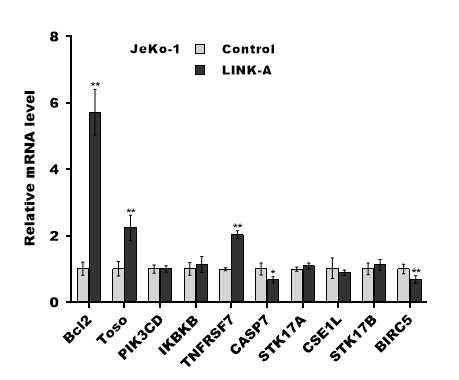 JeKo-1 Control
LINK-A
Relative mRNA level
8
6
4
2
0
**
**
**
*
**
Bcl2 Toso PIK3CD IKBKB TNFRSF7 CASP7 STK17A CSE1L STK17B BIRC5